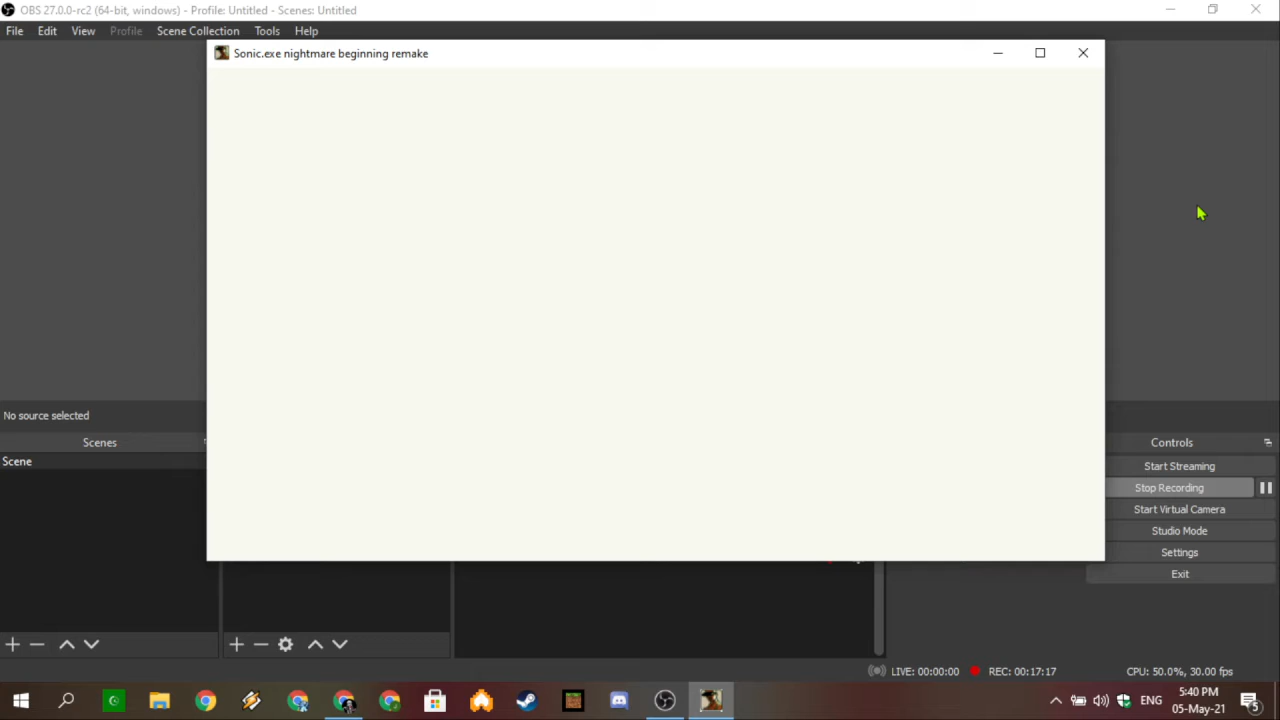 OBS 27.0.0-rc2 (64-bit, windows) - Profile: Untitled - Scenes: Untitled
File Edit View Profile Scene Collection Tools Help
Sonic.exe nightmare beginning remake
No source selected
Scenes
Controls
Scene
Start Streaming
Stop Recording
Start Virtual Camera
Studio Mode
Settings
Exit
LIVE: 00:00:00 REC: 00:17:17 CPU: 50.0%, 30.00 fps
5:40 PM
ENG
05-May-21
5